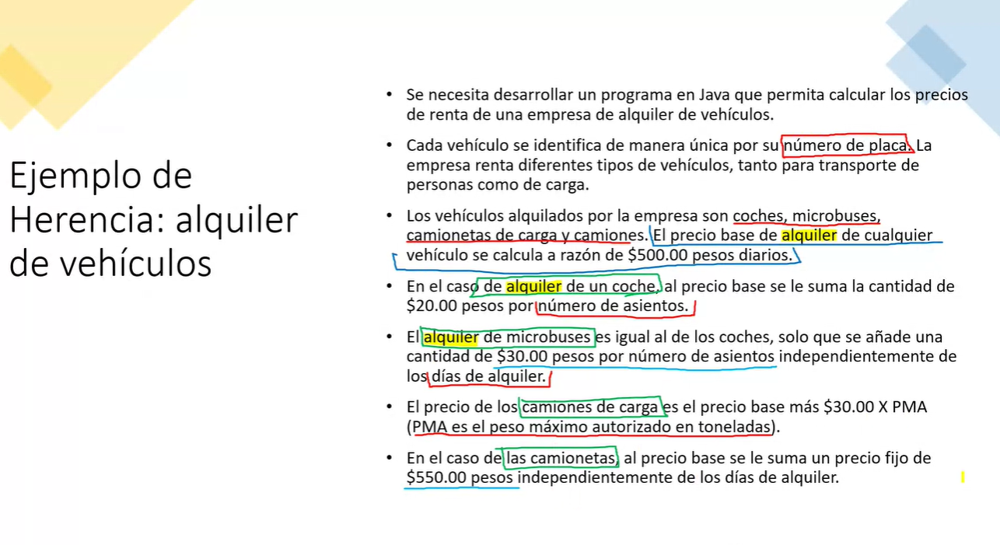 Ejemplo de
Herencia: alquiler
de vehículos
• Se necesita desarrollar un programa en Java que permita calcular los precios
de renta de una empresa de alquiler de vehículos.
• Cada vehículo se identifica de manera única por su número de placa. La
empresa renta diferentes tipos de vehículos, tanto para transporte de
personas como de carga.
• Los vehículos alquilados por la empresa son coches, microbuses,
camionetas de carga y camiones. El precio base de alquiler de cualquier
vehículo se calcula a razón de $500.00 pesos diarios.
• En el caso de alquiler de un coche, al precio base se le suma la cantidad de
$20.00 pesos por número de asientos.
• El alquiler de microbuses es igual al de los coches, solo que se añade una
cantidad de $30.00 pesos por número de asientos independientemente de
los días de alquiler.
• El precio de los camiones de carga es el precio base más $30.00 X PMA
(PMA es el peso máximo autorizado en toneladas).
• En el caso de las camionetas, al precio base se le suma un precio fijo de
$550.00 pesos independientemente de los días de alquiler.